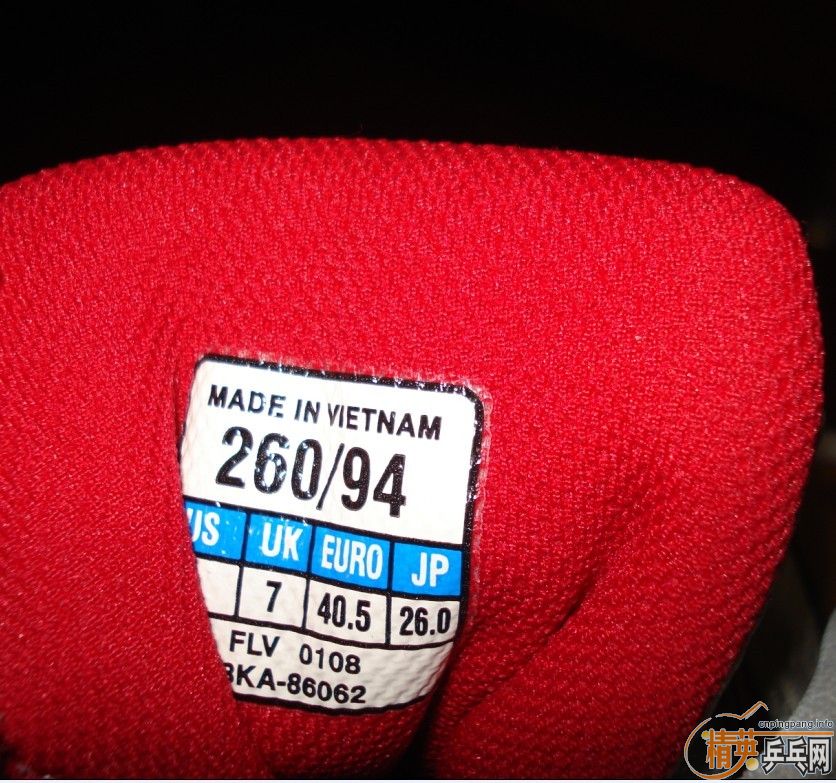 MADE IN VIETNAM
260/94
US UK EURO JP
7 40.5 26.0
FLV 0108
KA-86062
cnpingpang.info
精英乒乓网